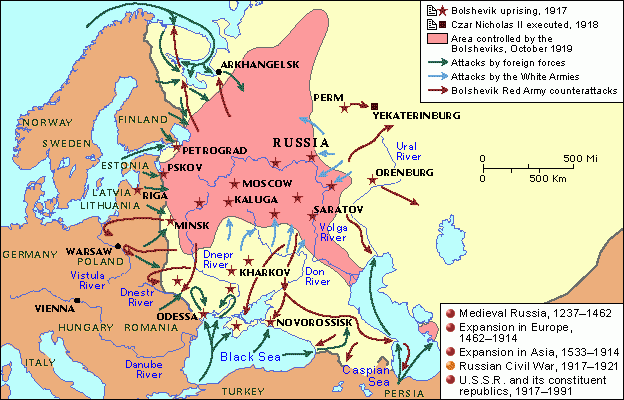 Bolshevik uprising, 1917
Czar Nicholas II executed, 1918
Area controlled by the
Bolsheviks, October 1919
Attacks by foreign forces
Attacks by the White Armies
Bolshevik Red Army counterattacks
ARKHANGELSK
PERM
YEKATERINBURG
NORWAY
FINLAND
SWEDEN
PETROGRAD
RUSSIA
Ural
River
0 500 Mi
0 500 Km
ESTONIA
PSKOV
ORENBURG
LATVIA
RIGA
MOSCOW
LITHUANIA
KALUGA
SARATOV
MINSK
Volga
River
GERMANY
WARSAW
POLAND
Dnepr
River
Vistula
River
KHARKOV
Don
River
Dnestr
River
VIENNA
ODESSA
HUNGARY
ROMANIA
NOVOROSSISK
ITALY
Danube
River
Black Sea
Caspian
Sea
TURKEY
PERSIA
Medieval Russia, 1237–1462
Expansion in Europe,
1462–1914
Expansion in Asia, 1533–1914
Russian Civil War, 1917–1921
U.S.S.R. and its constituent
republics, 1917–1991